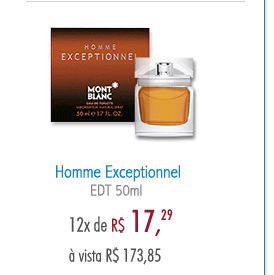 HOMME
EXCEPTIONNEL
MONT
BLANC
EAU DE TOILETTE
50 ml e 1.7 FL. OZ.
Homme Exceptionnel
EDT 50ml
12x de R$ 17,29
à vista R$ 173,85